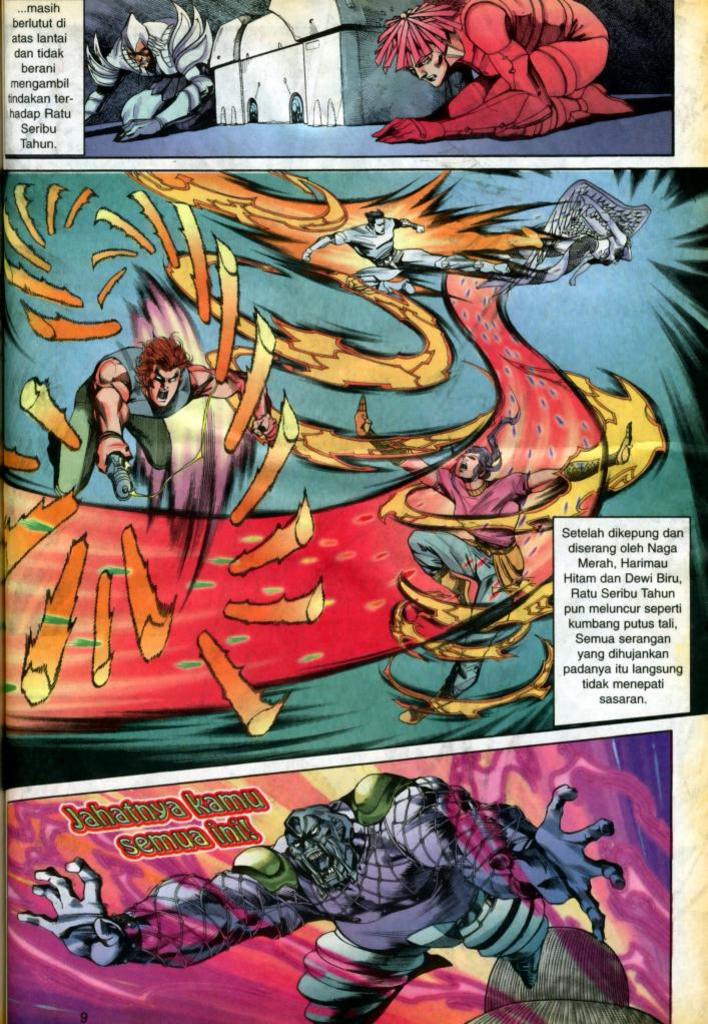 ...masih
berlutut di
atas lantai
dan tidak
berani
mengambil
tindakan ter-
hadap Ratu
Seribu
Tahun.
Setelah dikepung dan
diserang oleh Naga
Merah, Harimau
Hitam dan Dewi Biru,
Ratu Seribu Tahun
pun meluncur seperti
kumbang putus tali,
Semua serangan
yang dihujankan
padanya itu langsung
tidak menepati
sasaran.
Jahatnya kamu
semua ini!
9